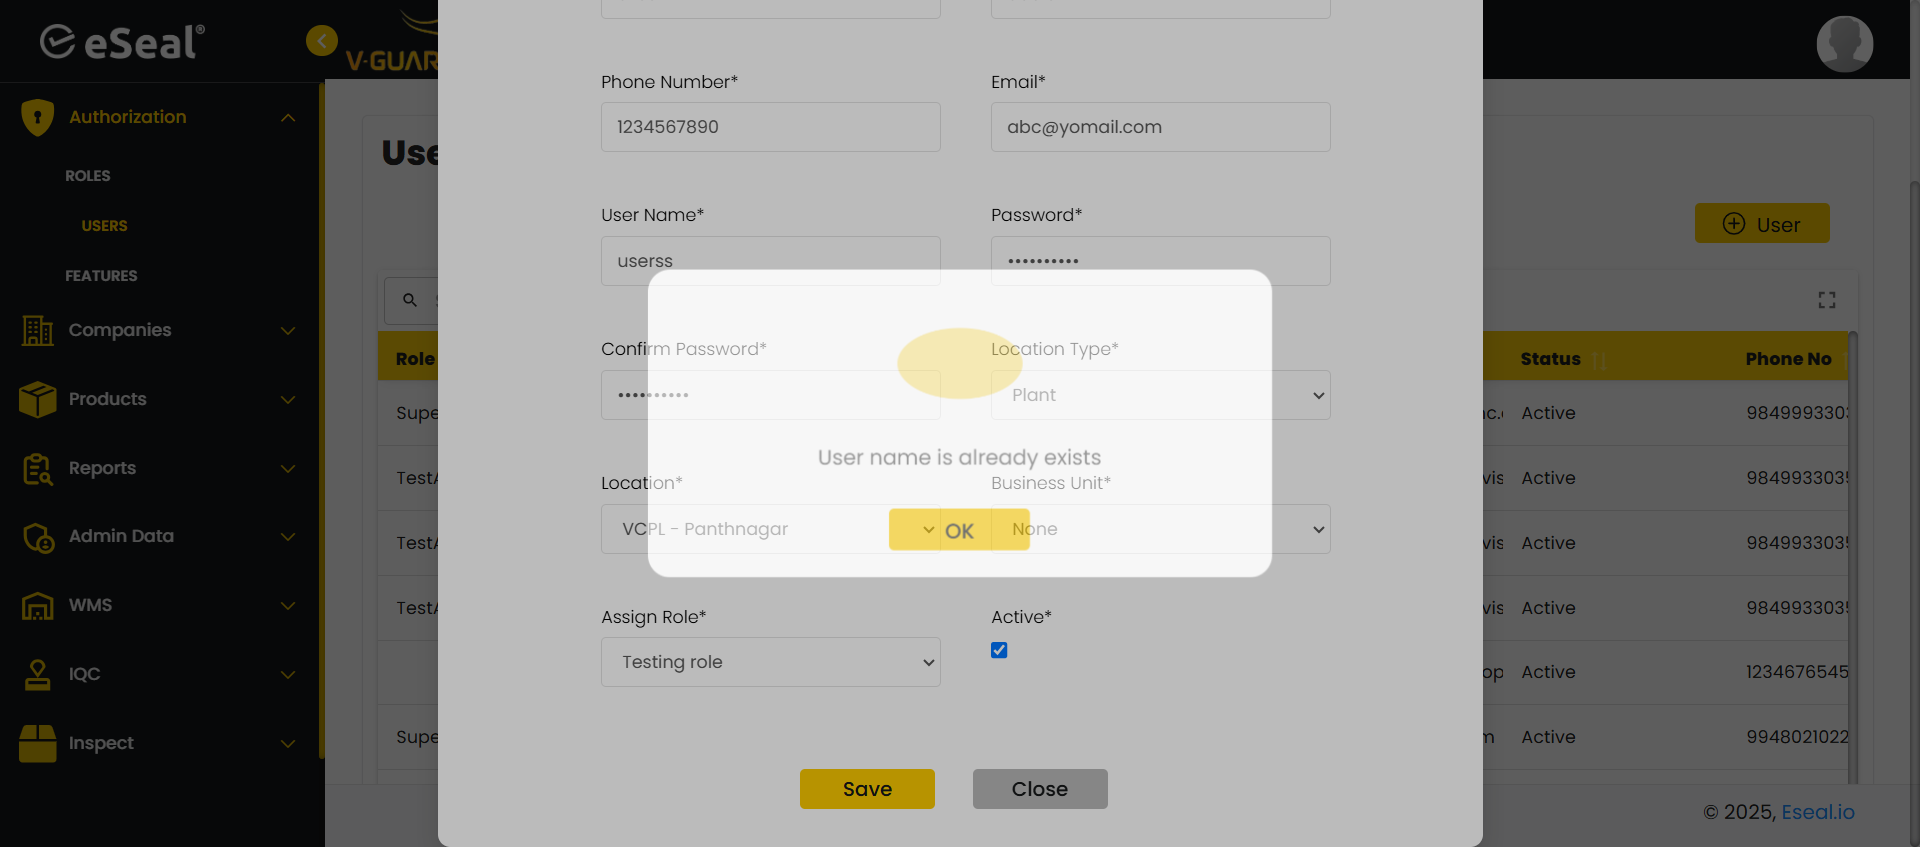 eSeal®
V-GUAR
Authorization
ROLES
USERS
FEATURES
Companies
Products
Reports
Admin Data
WMS
IQC
Inspect
Use
User
Role
Status
Phone No
Supe
nc.
Active
984999330
TestA
vis
Active
984993303
TestA
vis
Active
984993303
TestA
vis
Active
984993303
op
Active
1234676545
Supe
m
Active
9948021022
Phone Number*
Email*
1234567890
abc@yomail.com
User Name*
Password*
userss
••••••••••
••••••••••
Confirm Password*
Location Type*
Plant
User name is already exists
Location*
Business Unit*
VCPL - Panthnagar
OK
None
Assign Role*
Active*
Testing role
Save
Close
© 2025, Eseal.io